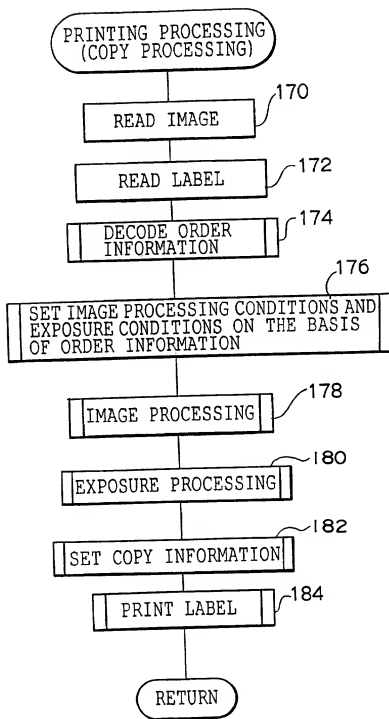 PRINTING PROCESSING
(COPY PROCESSING)
170
READ IMAGE
172
READ LABEL
174
DECODE ORDER
INFORMATION
176
SET IMAGE PROCESSING CONDITIONS AND
EXPOSURE CONDITIONS ON THE BASIS
OF ORDER INFORMATION
178
IMAGE PROCESSING
180
EXPOSURE PROCESSING
182
SET COPY INFORMATION
184
PRINT LABEL
RETURN